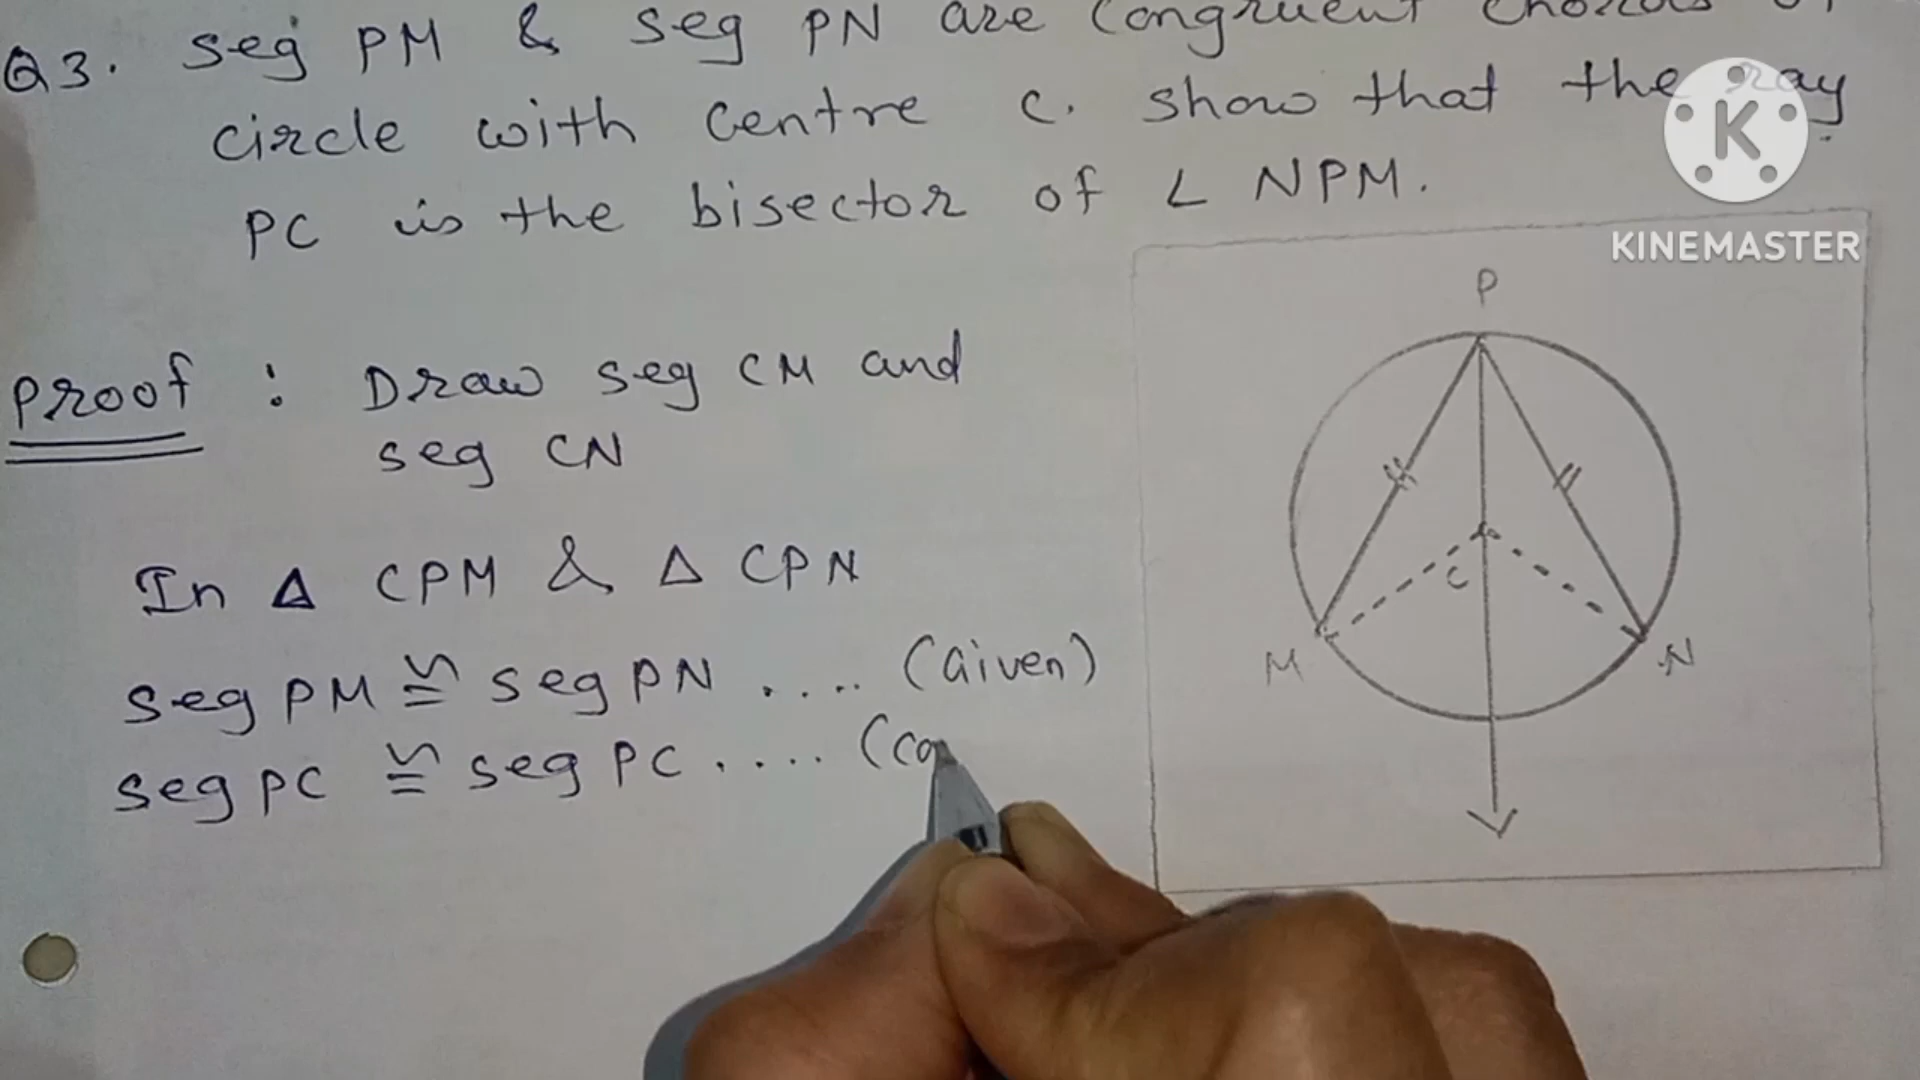 Q3. seg PM & seg PN are congruent chords of
circle with centre C. show that the ray
PC is the bisector of ∠ NPM.
Proof : Draw seg CM and
seg CN
In Δ CPM & Δ CPN
seg PM ≅ seg PN .... (Given)
seg PC ≅ seg PC .... (co
P
C
M
N
K
KINEMASTER